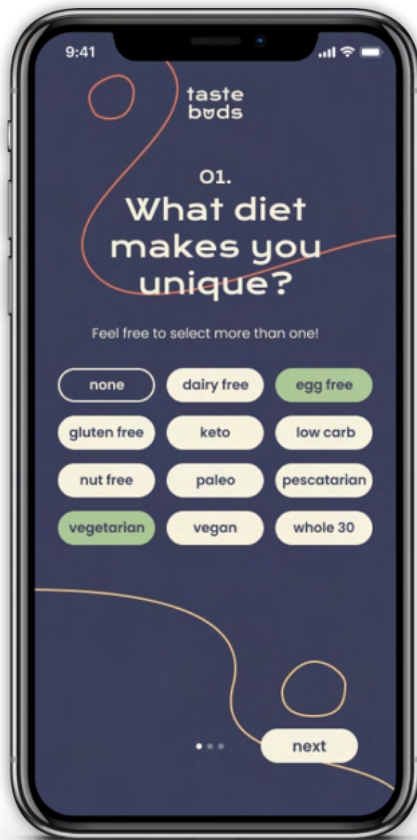 9:41
taste
buds
01.
What diet
makes you
unique?
Feel free to select more than one!
none dairy free egg free
gluten free keto low carb
nut free paleo pescatarian
vegetarian vegan whole 30
next